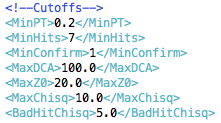 <!--Cutoffs-->
<MinPT>0.2</MinPT>
<MinHits>7</MinHits>
<MinConfirm>1</MinConfirm>
<MaxDCA>100.0</MaxDCA>
<MaxZ0>20.0</MaxZ0>
<MaxChisq>10.0</MaxChisq>
<BadHitChisq>5.0</BadHitChisq>